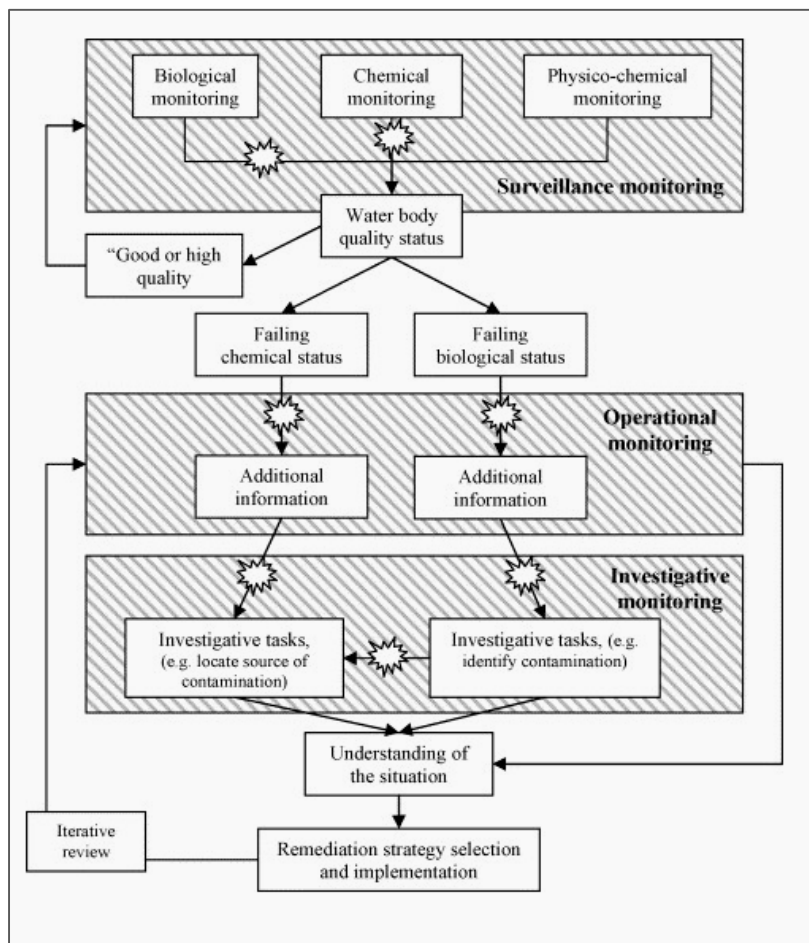 Biological
monitoring
Chemical
monitoring
Physico-chemical
monitoring
Surveillance monitoring
Water body
quality status
“Good or high
quality
Failing
chemical status
Failing
biological status
Operational
monitoring
Additional
information
Additional
information
Investigative
monitoring
Investigative tasks,
(e.g. locate source of
contamination)
Investigative tasks, (e.g.
identify contamination)
Understanding of
the situation
Iterative
review
Remediation strategy selection
and implementation